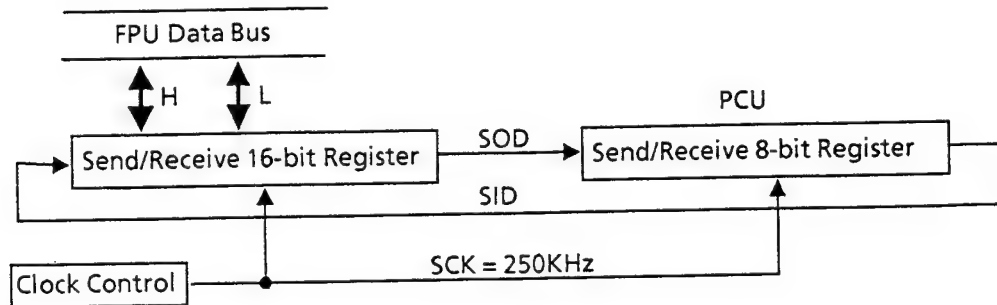 FPU Data Bus
H
L
PCU
Send/Receive 16-bit Register
SOD
Send/Receive 8-bit Register
SID
SCK = 250KHz
Clock Control